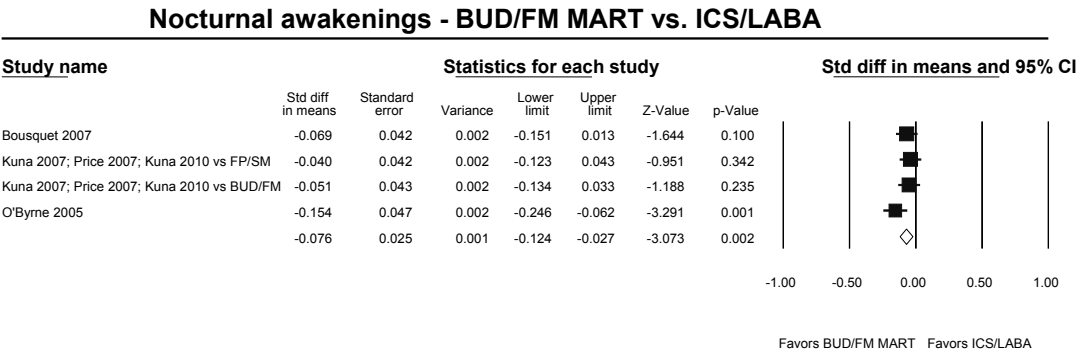 Nocturnal awakenings - BUD/FM MART vs. ICS/LABA
Study name Statistics for each study Std diff in means and 95% CI
Std diff in means Standard error Variance Lower limit Upper limit Z-Value p-Value
Bousquet 2007 -0.069 0.042 0.002 -0.151 0.013 -1.644 0.100
Kuna 2007; Price 2007; Kuna 2010 vs FP/SM -0.040 0.042 0.002 -0.123 0.043 -0.951 0.342
Kuna 2007; Price 2007; Kuna 2010 vs BUD/FM -0.051 0.043 0.002 -0.134 0.033 -1.188 0.235
O'Byrne 2005 -0.154 0.047 0.002 -0.246 -0.062 -3.291 0.001
-0.076 0.025 0.001 -0.124 -0.027 -3.073 0.002
-1.00 -0.50 0.00 0.50 1.00
Favors BUD/FM MART Favors ICS/LABA